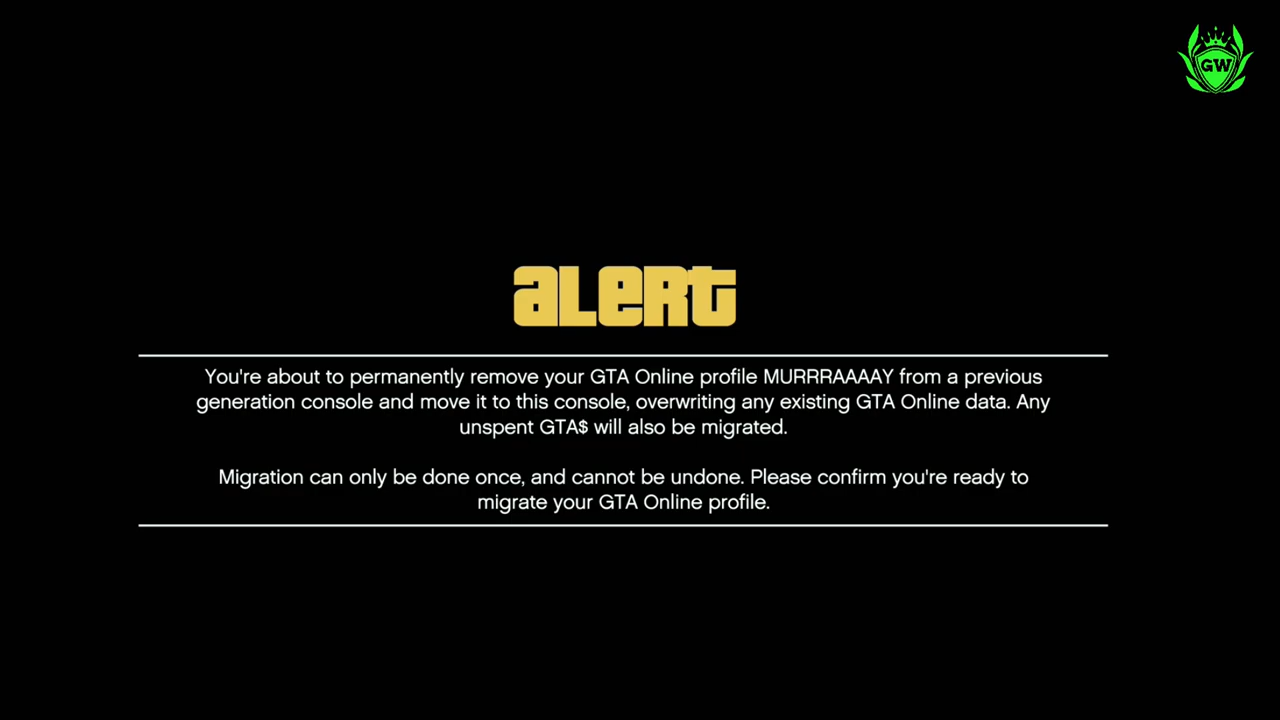 GW
alert
You're about to permanently remove your GTA Online profile MURRRAAAAY from a previous
generation console and move it to this console, overwriting any existing GTA Online data. Any
unspent GTA$ will also be migrated.
Migration can only be done once, and cannot be undone. Please confirm you're ready to
migrate your GTA Online profile.